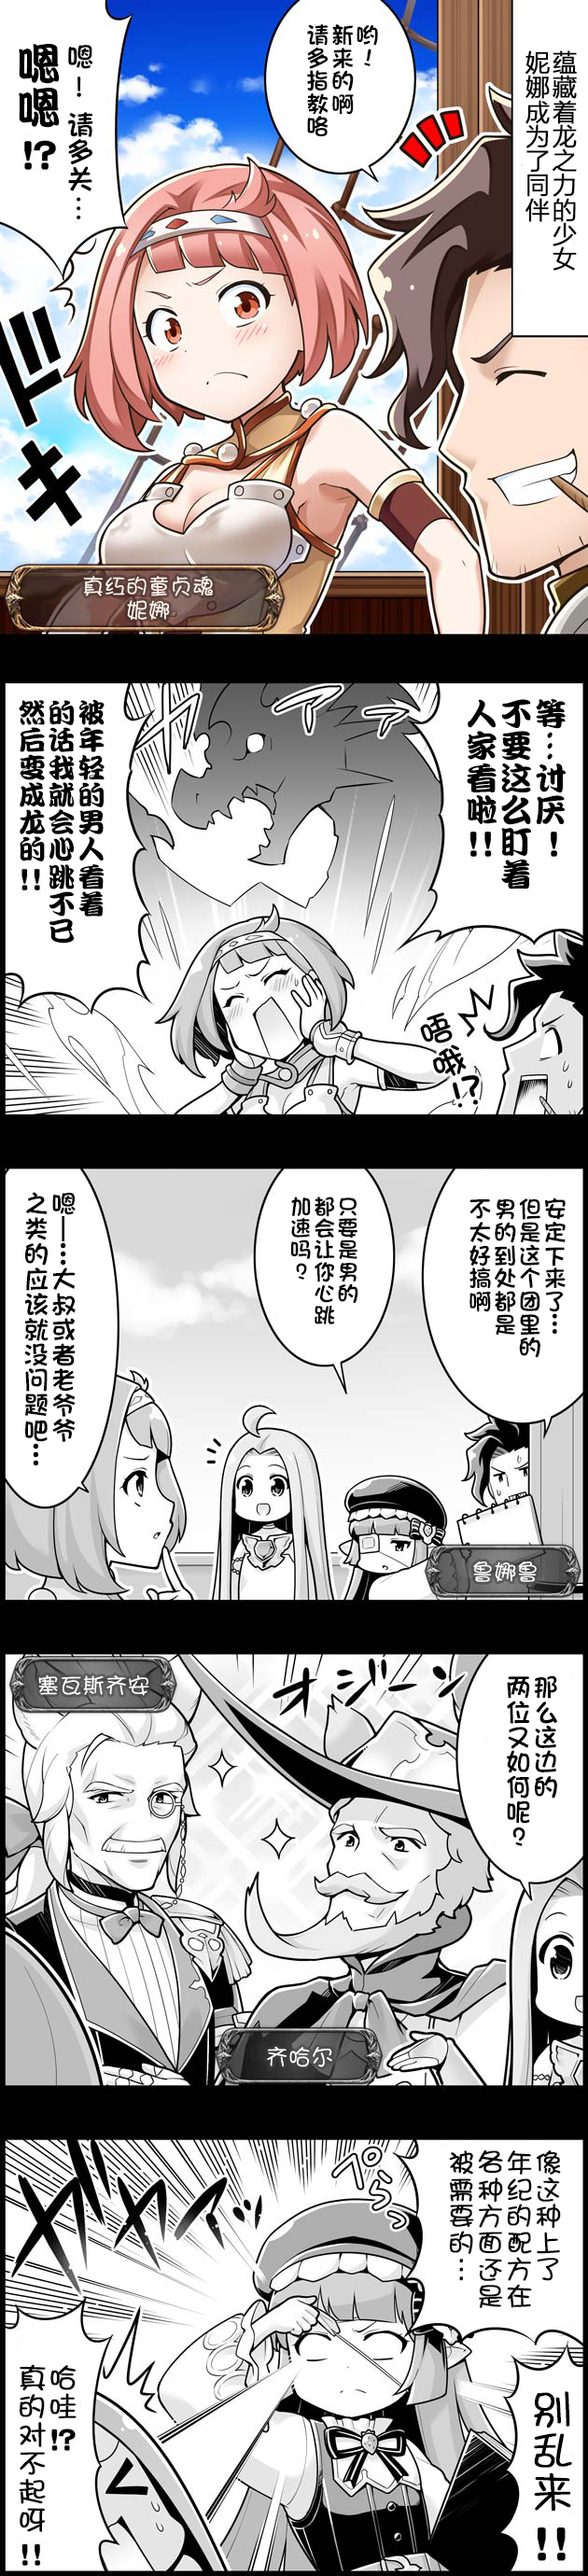 蕴藏着龙之力的少女
妮娜成为了同伴
哟！
新来的啊
请多指教咯
嗯！请多关…
嗯嗯!?
ドキ
真红的童贞魂
妮娜
等…讨厌！
不要这么盯着
人家看啦!!
被年轻的男人看着
的话我就会心跳不已
然后变成龙的!!
唔哦!?
安定下来了…
但是这个团里的
男的到处都是
不太好搞啊
只要是男的
都会让你心跳
加速吗？
嗯—…大叔或者老爷爷
之类的应该就没问题吧…
鲁娜鲁
那么这边的
两位又如何呢？
オジーン
塞瓦斯齐安
齐哈尔
像这种上了
年纪的配方在
各种方面还是
被需要的…
ぺらっ
别乱来!!
哈哇!?
真的对不起呀!!